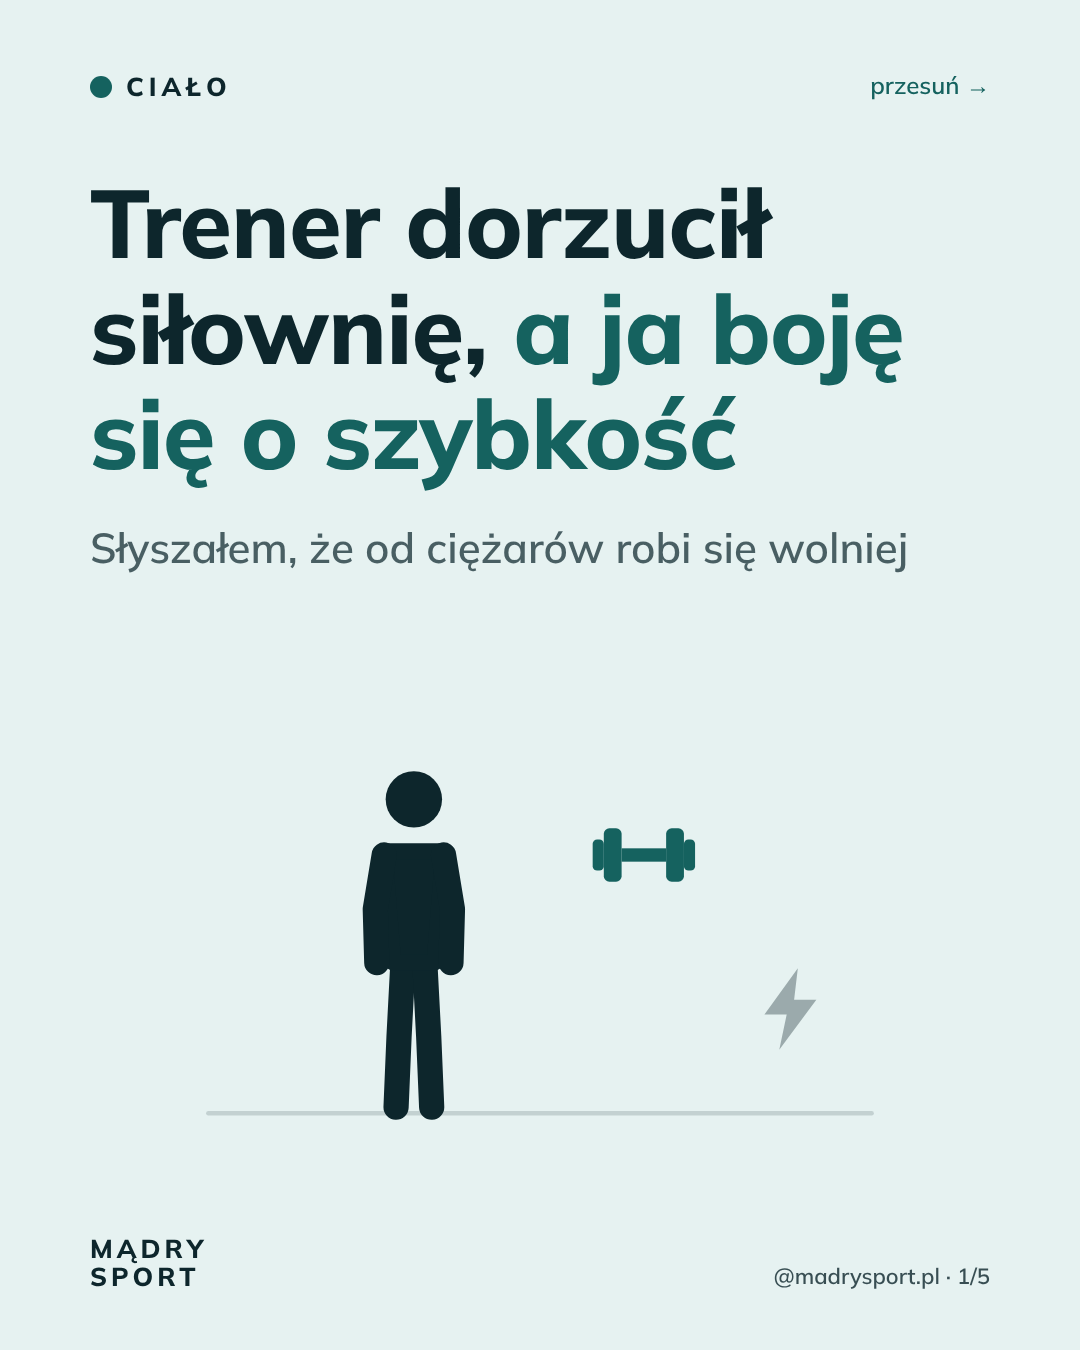 CIAŁO
przesuń →
Trener dorzucił
siłownię, a ja boję
się o szybkość
Słyszałem, że od ciężarów robi się wolniej
MĄDRY
SPORT
@madrysport.pl · 1/5